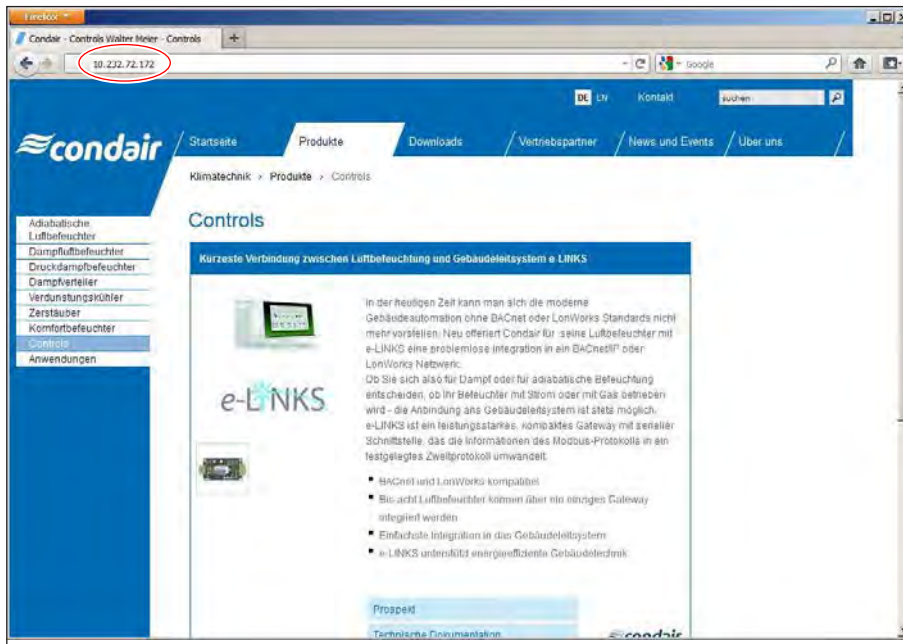 Firefox
Condair - Controls Walter Meier - Controls
10.232.72.172
Google
DE EN Kontakt suchen
condair
Startseite Produkte Downloads Vertriebspartner News und Events Über uns
Klimatechnik > Produkte > Controls
Adiabatische
Luftbefeuchter
Dampfluftbefeuchter
Druckdampfbefeuchter
Dampfverteiler
Verdunstungskühler
Zerstäuber
Komfortbefeuchter
Controls
Anwendungen
Controls
Kürzeste Verbindung zwischen Luftbefeuchtung und Gebäudeleitsystem e-LINKS
In der heutigen Zeit kann man sich die moderne
Gebäudeautomation ohne BACnet oder LonWorks Standards nicht
mehr vorstellen. Neu offeriert Condair für seine Luftbefeuchter mit
e-LINKS eine problemlose Integration in ein BACnet/IP oder
LonWorks Netzwerk.
Ob Sie sich also für Dampf oder für adiabatische Befeuchtung
entscheiden, ob Ihr Befeuchter mit Strom oder mit Gas betrieben
wird - die Anbindung ans Gebäudeleitsystem ist stets möglich.
e-LINKS ist ein leistungsstarkes, kompaktes Gateway mit serieller
Schnittstelle, das die Informationen des Modbus-Protokolls in ein
festgelegtes Zweitprotokoll umwandelt.
e-LINKS
BACnet und LonWorks kompatibel
Bis acht Luftbefeuchter können über ein einziges Gateway
integriert werden
Einfachste Integration in das Gebäudeleitsystem
e-LINKS unterstützt energieeffiziente Gebäudetechnik
Prospekt
Technische Dokumentation
condair